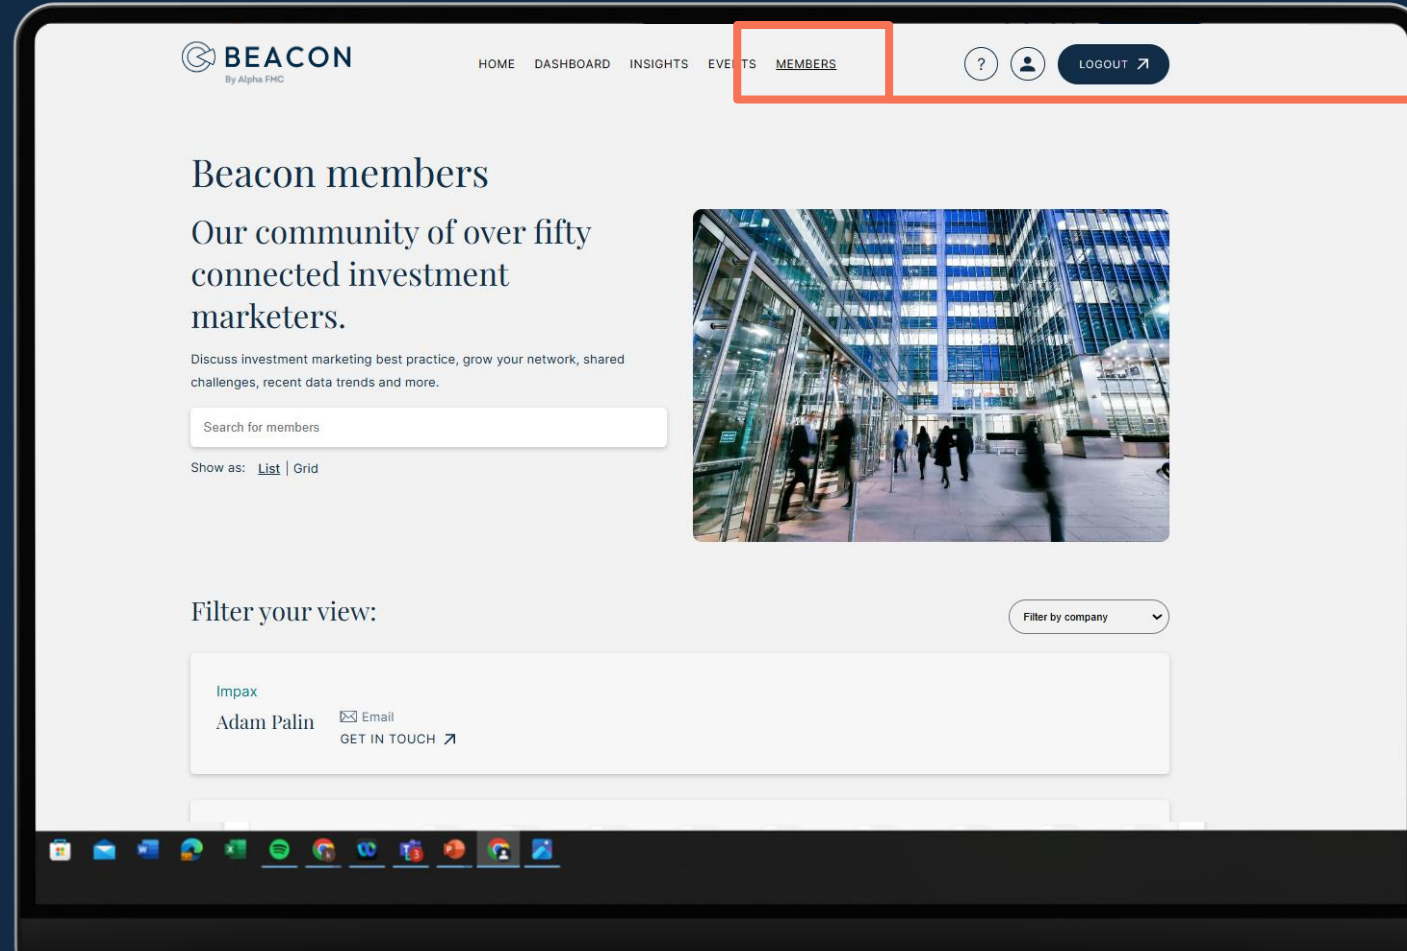 BEACON
By Alpha FMC
HOME DASHBOARD INSIGHTS EVENTS MEMBERS
?
LOGOUT
Beacon members
Our community of over fifty
connected investment
marketers.
Discuss investment marketing best practice, grow your network, shared
challenges, recent data trends and more.
Search for members
Show as: List | Grid
Filter your view:
Filter by company
Impax
Adam Palin
Email
GET IN TOUCH
3